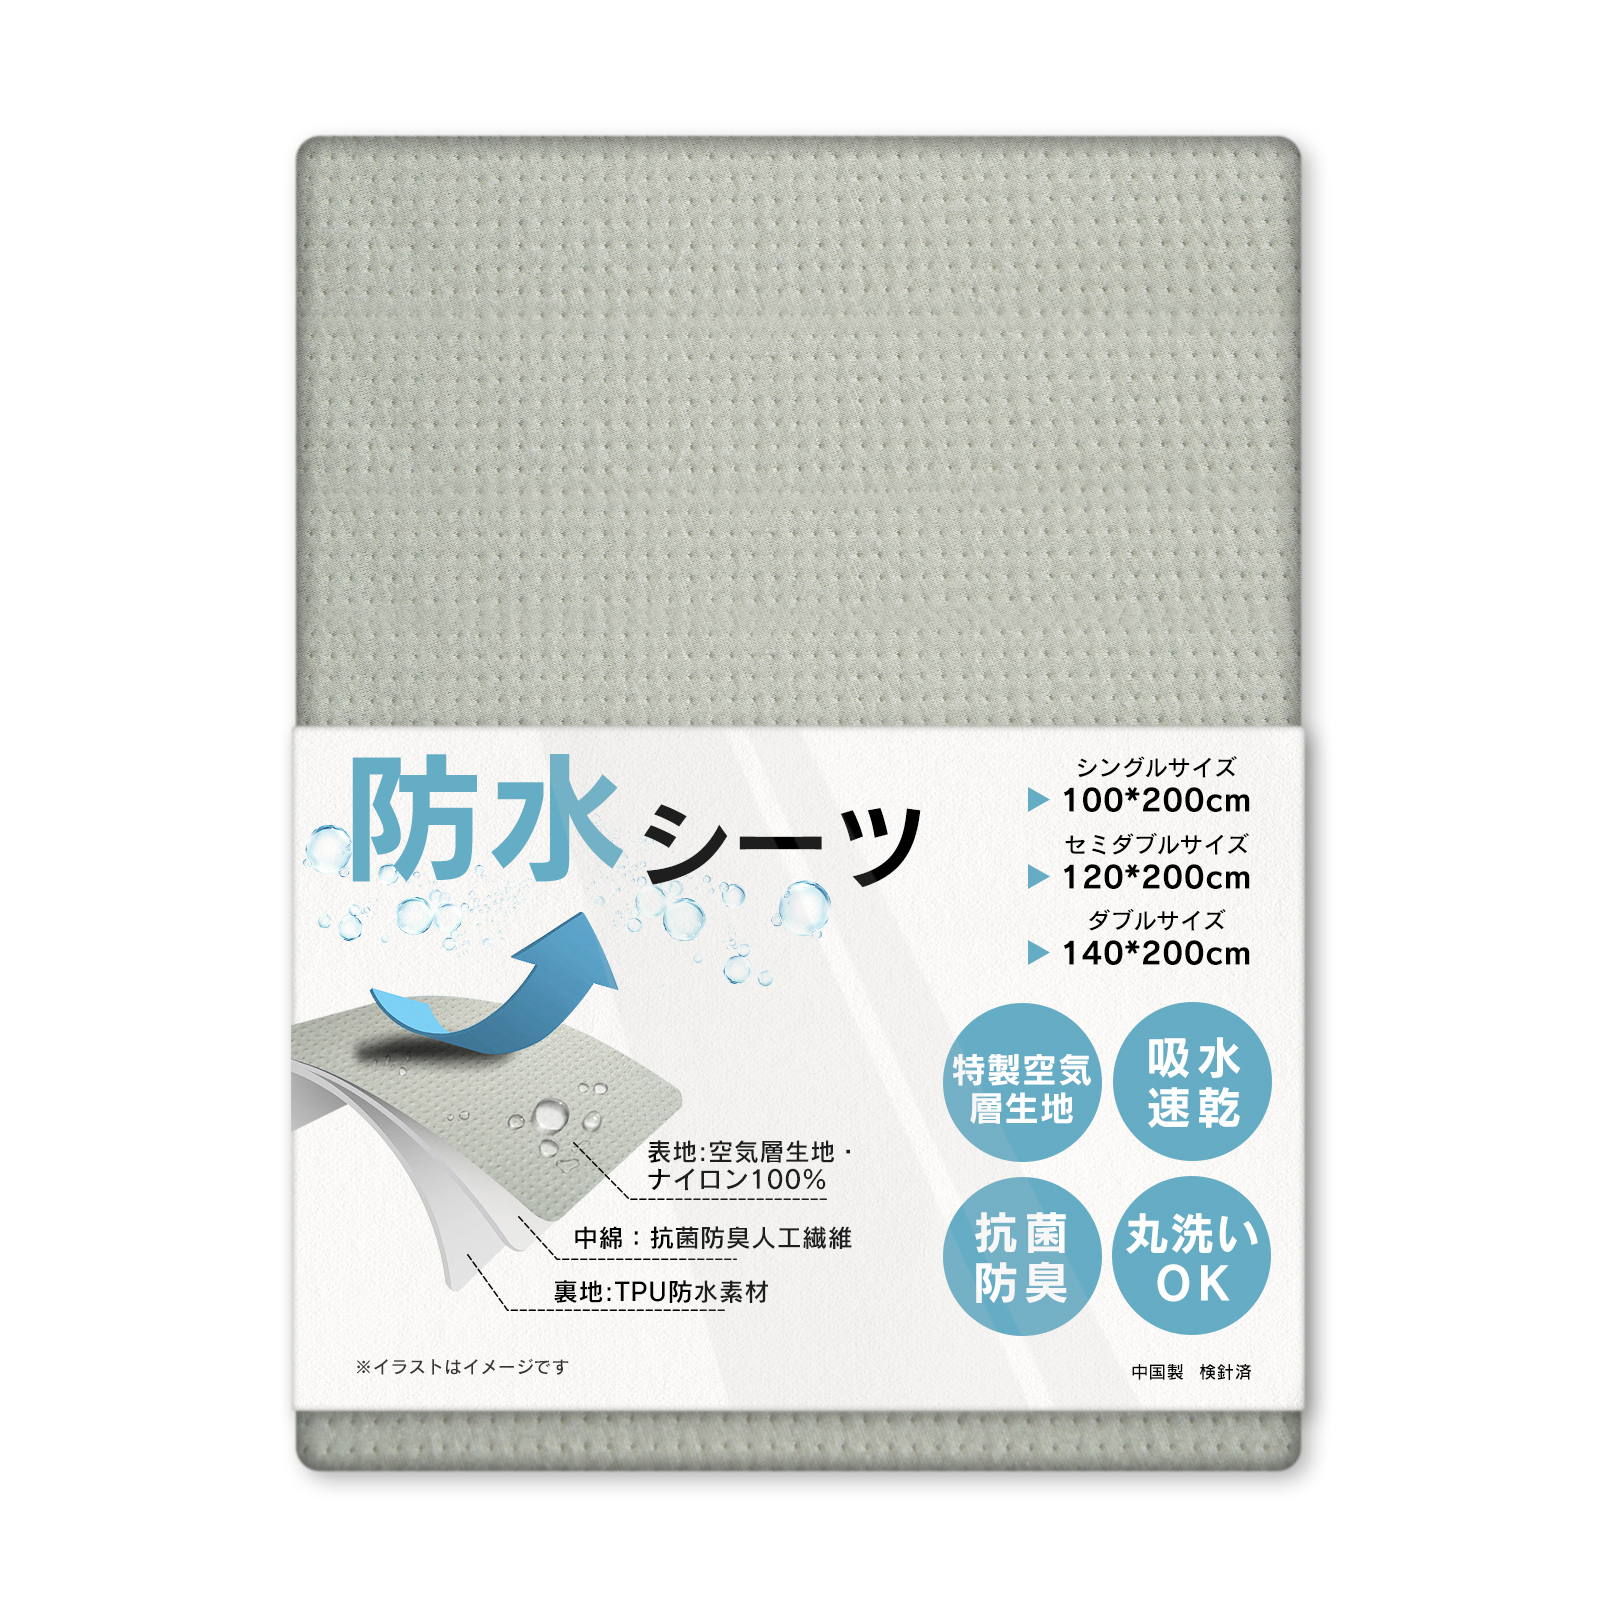 防水シーツ
シングルサイズ
100*200cm
セミダブルサイズ
120*200cm
ダブルサイズ
140*200cm
特製空気
層生地
吸水
速乾
抗菌
防臭
丸洗い
OK
表地:空気層生地・
ナイロン100%
中綿：抗菌防臭人工繊維
裏地:TPU防水素材
※イラストはイメージです
中国製 検針済